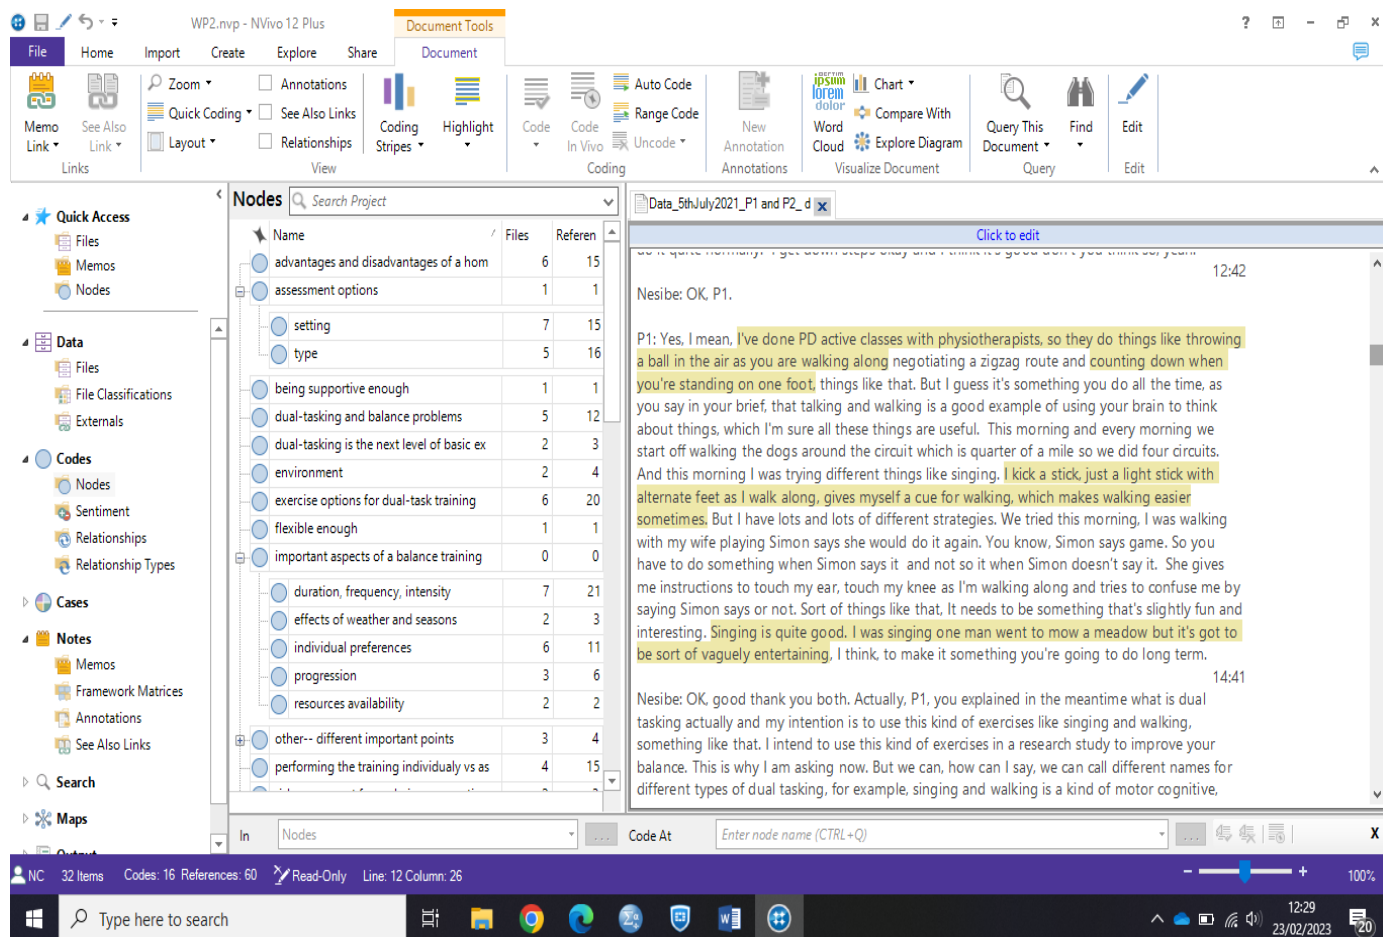 WP2.nvp - NVivo 12 Plus
Document Tools
File Home Import Create Explore Share Document
Memo Link
See Also Link
Links
Zoom
Quick Coding
Layout
Annotations
See Also Links
Relationships
View
Coding Stripes
Highlight
Code
Code In Vivo
Auto Code
Range Code
Uncode
Coding
New Annotation
Annotations
Word Cloud
Chart
Compare With
Explore Diagram
Visualize Document
Query This Document
Find
Query
Edit
Edit
Quick Access
Files
Memos
Nodes
Data
Files
File Classifications
Externals
Codes
Nodes
Sentiment
Relationships
Relationship Types
Cases
Notes
Memos
Framework Matrices
Annotations
See Also Links
Search
Maps
Output
Nodes Search Project
Name Files Referen
advantages and disadvantages of a hom 6 15
assessment options 1 1
setting 7 15
type 5 16
being supportive enough 1 1
dual-tasking and balance problems 5 12
dual-tasking is the next level of basic ex 2 3
environment 2 4
exercise options for dual-task training 6 20
flexible enough 1 1
important aspects of a balance training 0 0
duration, frequency, intensity 7 21
effects of weather and seasons 2 3
individual preferences 6 11
progression 3 6
resources availability 2 2
other-- different important points 3 4
performing the training individualy vs as 4 15
Data_5thJuly2021_P1 and P2_ d
Click to edit
do it quite normally. I get down steps okay and I think it's good don't you think so, yeah.
12:42
Nesibe: OK, P1.
P1: Yes, I mean, I've done PD active classes with physiotherapists, so they do things like throwing
a ball in the air as you are walking along negotiating a zigzag route and counting down when
you're standing on one foot, things like that. But I guess it's something you do all the time, as
you say in your brief, that talking and walking is a good example of using your brain to think
about things, which I'm sure all these things are useful. This morning and every morning we
start off walking the dogs around the circuit which is quarter of a mile so we did four circuits.
And this morning I was trying different things like singing. I kick a stick, just a light stick with
alternate feet as I walk along, gives myself a cue for walking, which makes walking easier
sometimes. But I have lots and lots of different strategies. We tried this morning, I was walking
with my wife playing Simon says she would do it again. You know, Simon says game. So you
have to do something when Simon says it and not so it when Simon doesn't say it. She gives
me instructions to touch my ear, touch my knee as I'm walking along and tries to confuse me by
saying Simon says or not. Sort of things like that, It needs to be something that's slightly fun and
interesting. Singing is quite good. I was singing one man went to mow a meadow but it's got to
be sort of vaguely entertaining, I think, to make it something you're going to do long term.
14:41
Nesibe: OK, good thank you both. Actually, P1, you explained in the meantime what is dual
tasking actually and my intention is to use this kind of exercises like singing and walking,
something like that. I intend to use this kind of exercises in a research study to improve your
balance. This is why I am asking now. But we can, how can I say, we can call different names for
different types of dual tasking, for example, singing and walking is a kind of motor cognitive,
In Nodes ... Code At Enter node name (CTRL+Q) ... X
NC 32 Items Codes: 16 References: 60 Read-Only Line: 12 Column: 26 100%
Type here to search
12:29
23/02/2023
20